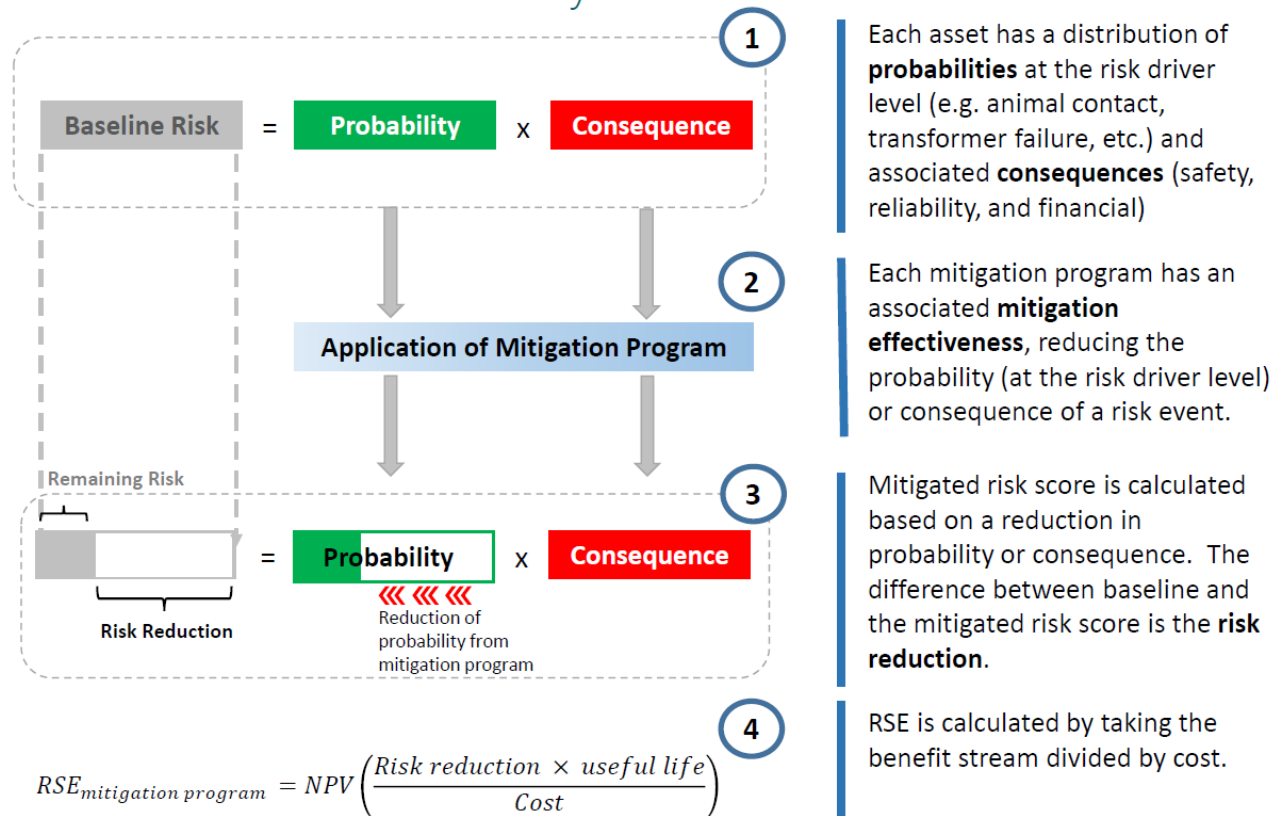 1
Baseline Risk = Probability x Consequence
Each asset has a distribution of
probabilities at the risk driver
level (e.g. animal contact,
transformer failure, etc.) and
associated consequences (safety,
reliability, and financial)
2
Application of Mitigation Program
Each mitigation program has an
associated mitigation
effectiveness, reducing the
probability (at the risk driver level)
or consequence of a risk event.
Remaining Risk
3
= Probability x Consequence
Risk Reduction
Reduction of
probability from
mitigation program
Mitigated risk score is calculated
based on a reduction in
probability or consequence. The
difference between baseline and
the mitigated risk score is the risk
reduction.
4
RSE mitigation program = NPV(Risk reduction × useful life / Cost)
RSE is calculated by taking the
benefit stream divided by cost.